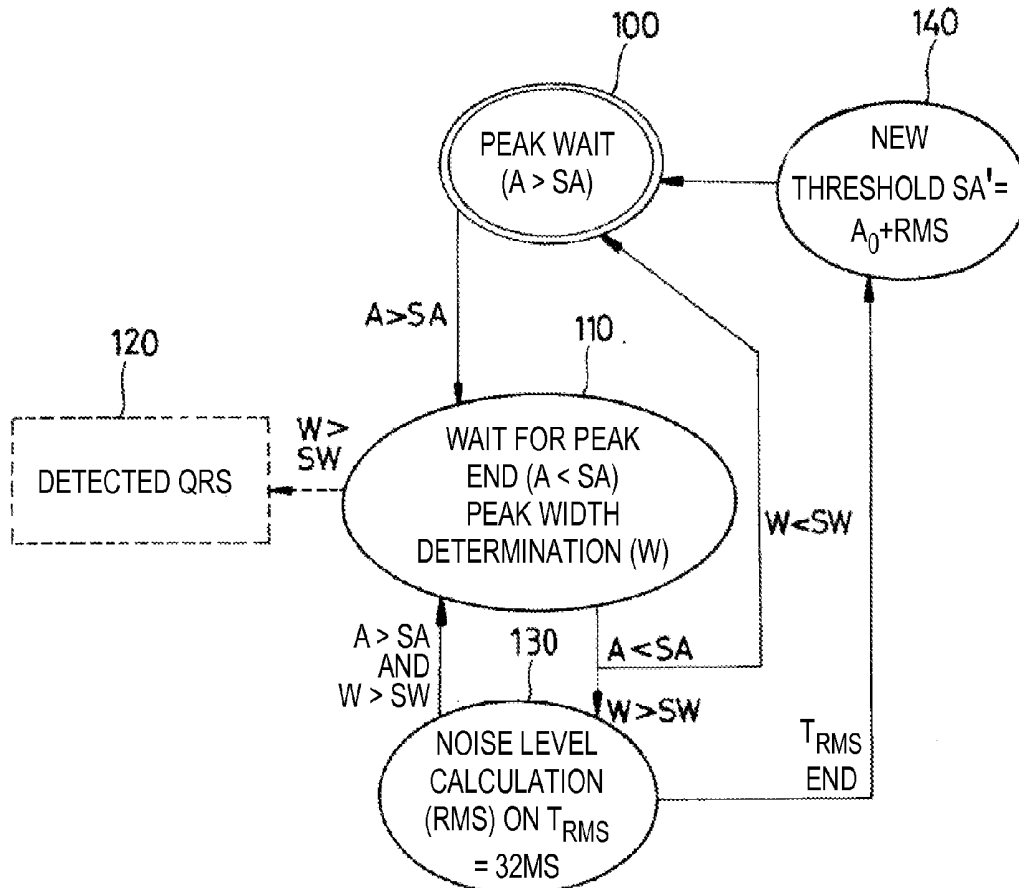 100
140
PEAK WAIT
(A > SA)
NEW
THRESHOLD SA'=
A0+RMS
A>SA
120
110
W>
SW
DETECTED QRS
WAIT FOR PEAK
END (A < SA)
PEAK WIDTH
DETERMINATION (W)
W<SW
A > SA
AND
W > SW
130
A<SA
W>SW
NOISE LEVEL
CALCULATION
(RMS) ON TRMS
= 32MS
TRMS
END